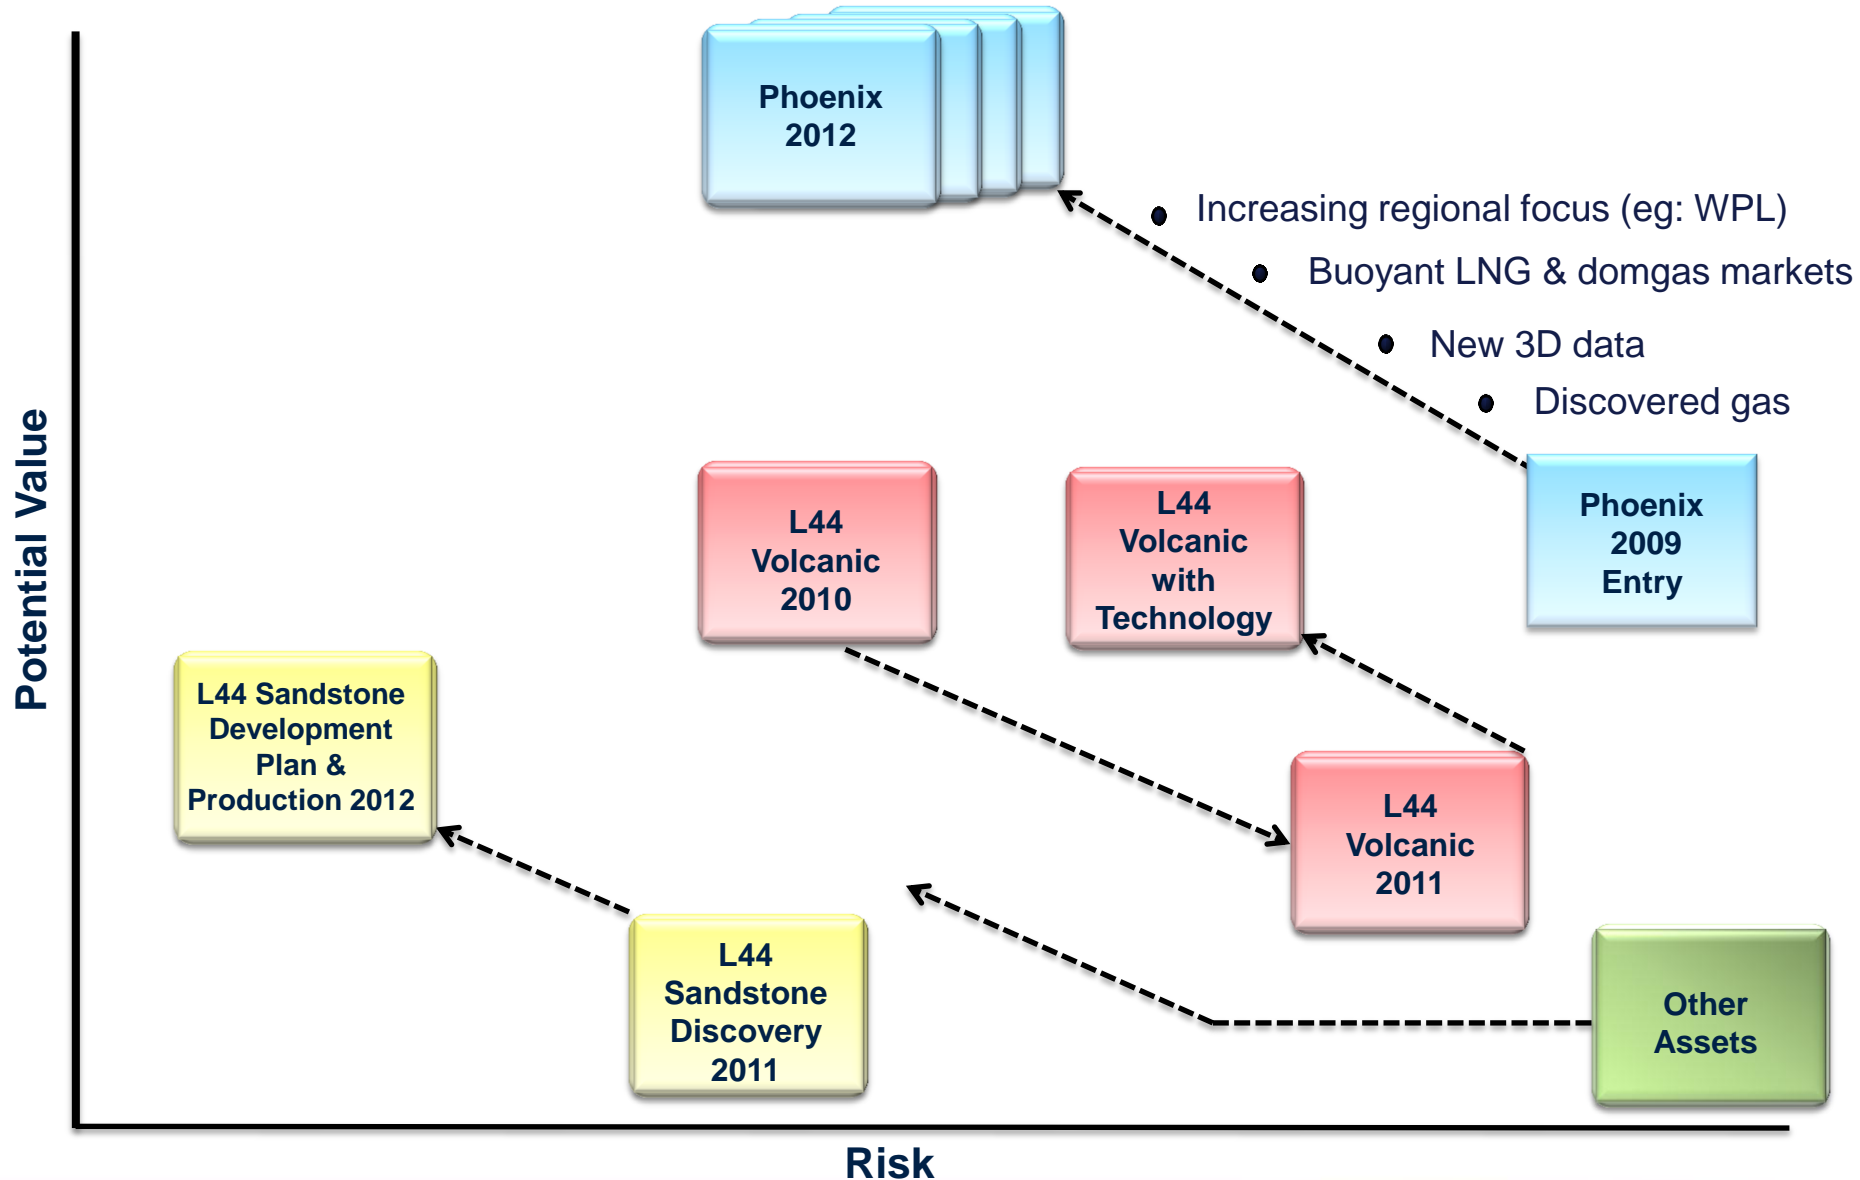 Phoenix
2012
Increasing regional focus (eg: WPL)
Buoyant LNG & domgas markets
New 3D data
Discovered gas
Potential Value
L44
Volcanic
2010
L44
Volcanic
with
Technology
Phoenix
2009
Entry
L44 Sandstone
Development
Plan &
Production 2012
L44
Volcanic
2011
L44
Sandstone
Discovery
2011
Other
Assets
Risk